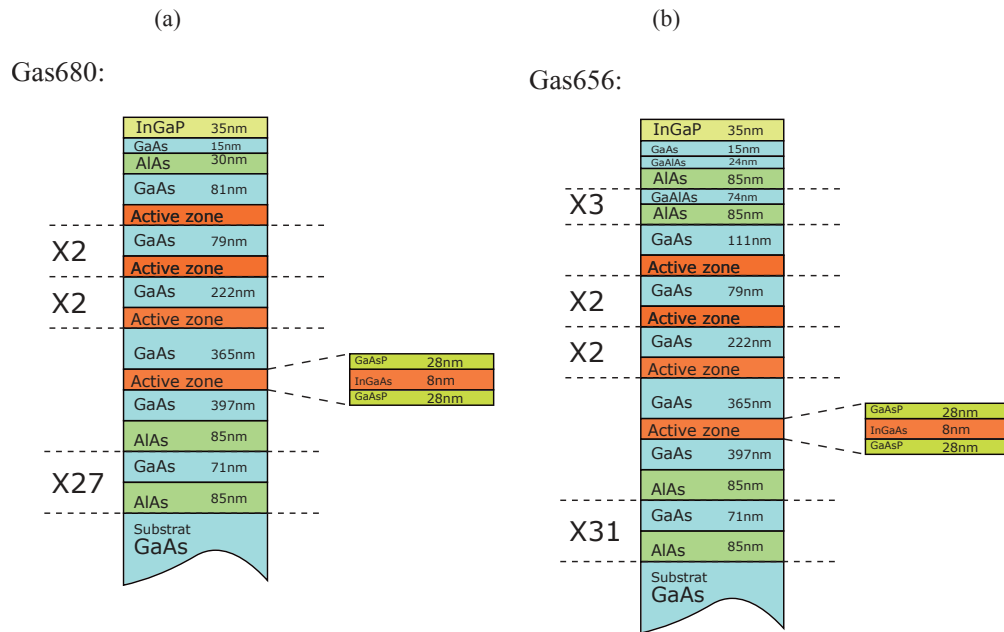 (a)
(b)
Gas680:
InGaP 35nm
GaAs 15nm
AlAs 30nm
GaAs 81nm
Active zone
X2
GaAs 79nm
Active zone
X2
GaAs 222nm
Active zone
GaAs 365nm
Active zone
GaAs 397nm
AlAs 85nm
X27
GaAs 71nm
AlAs 85nm
Substrat
GaAs
GaAsP 28nm
InGaAs 8nm
GaAsP 28nm
Gas656:
InGaP 35nm
GaAs 15nm
GaAlAs 24nm
AlAs 85nm
X3
GaAlAs 74nm
AlAs 85nm
GaAs 111nm
Active zone
X2
GaAs 79nm
Active zone
X2
GaAs 222nm
Active zone
GaAs 365nm
Active zone
GaAs 397nm
AlAs 85nm
X31
GaAs 71nm
AlAs 85nm
Substrat
GaAs
GaAsP 28nm
InGaAs 8nm
GaAsP 28nm